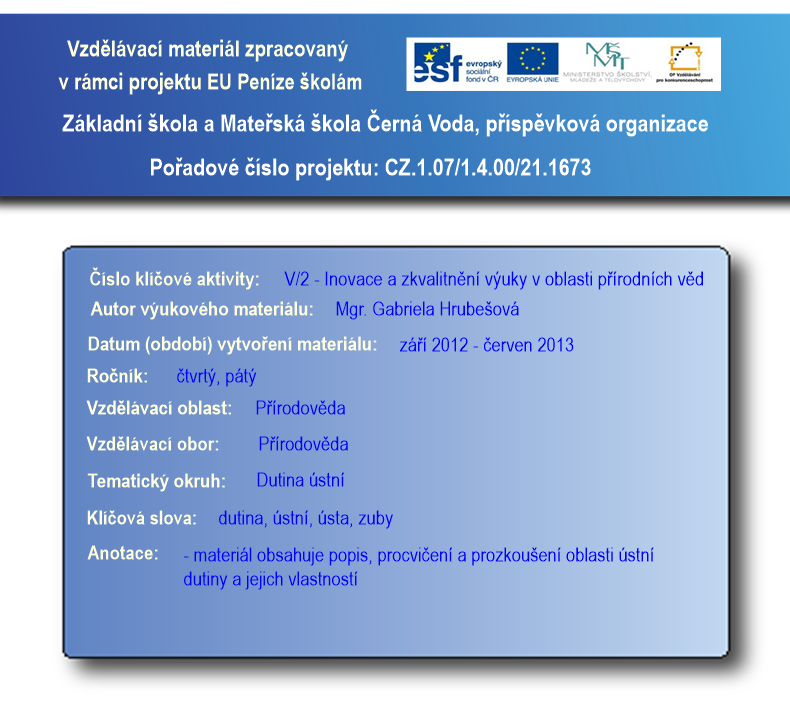 Vzdělávací materiál zpracovaný
v rámci projektu EU Peníze školám
esf evropský sociální fond v ČR
EVROPSKÁ UNIE
MINISTERSTVO ŠKOLSTVÍ,
MLÁDEŽE A TĚLOVÝCHOVY
OP Vzdělávání
pro konkurenceschopnost
Základní škola a Mateřská škola Černá Voda, příspěvková organizace
Pořadové číslo projektu: CZ.1.07/1.4.00/21.1673
Číslo klíčové aktivity: V/2 - Inovace a zkvalitnění výuky v oblasti přírodních věd
Autor výukového materiálu: Mgr. Gabriela Hrubešová
Datum (období) vytvoření materiálu: září 2012 - červen 2013
Ročník: čtvrtý, pátý
Vzdělávací oblast: Přírodověda
Vzdělávací obor: Přírodověda
Tematický okruh: Dutina ústní
Klíčová slova: dutina, ústní, ústa, zuby
Anotace: - materiál obsahuje popis, procvičení a prozkoušení oblasti ústní
dutiny a jejich vlastností